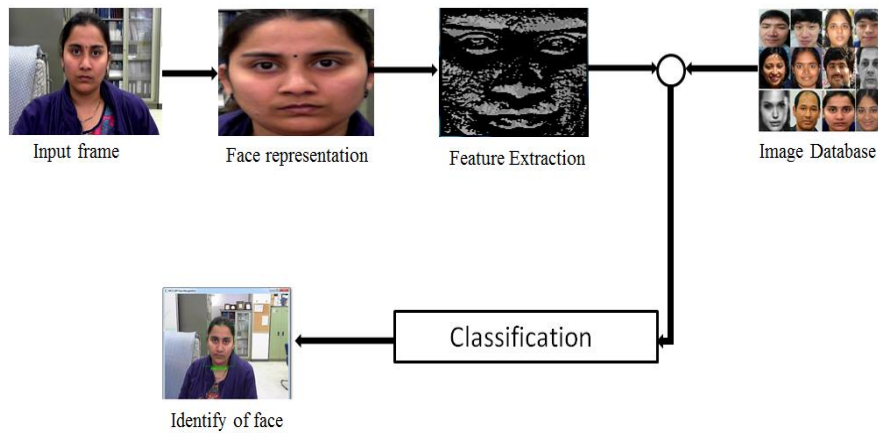 Input frame
Face representation
Feature Extraction
Image Database
Classification
Identify of face